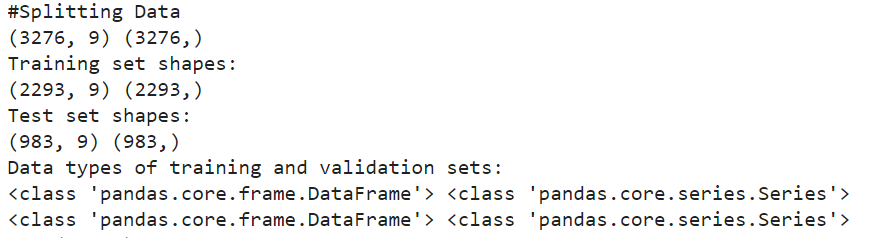 #Splitting Data
(3276, 9) (3276,)
Training set shapes:
(2293, 9) (2293,)
Test set shapes:
(983, 9) (983,)
Data types of training and validation sets:
<class 'pandas.core.frame.DataFrame'> <class 'pandas.core.series.Series'>
<class 'pandas.core.frame.DataFrame'> <class 'pandas.core.series.Series'>